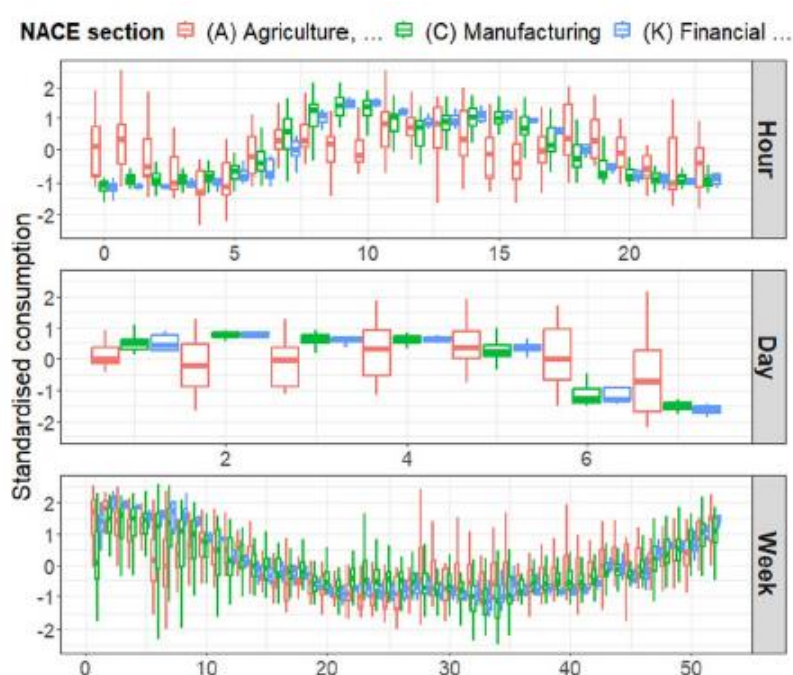 NACE section (A) Agriculture, ... (C) Manufacturing (K) Financial ...
Standardised consumption
2
1
0
-1
-2
Hour
0 5 10 15 20
2
1
0
-1
-2
Day
2 4 6
2
1
0
-1
-2
Week
0 10 20 30 40 50